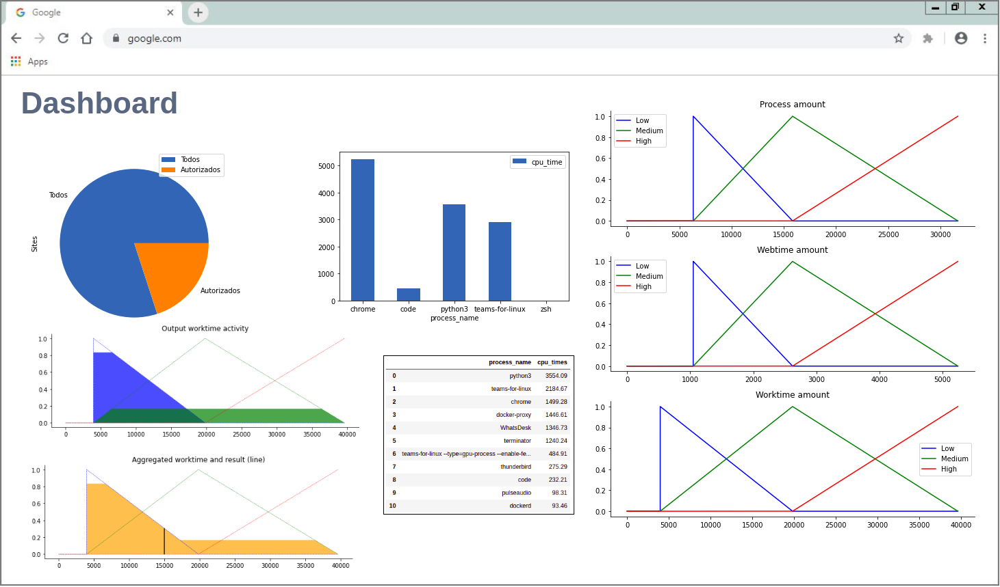 Google
google.com
Apps
Dashboard
Todos
Autorizados
Todos
Sites
Autorizados
cpu_time
5000
4000
3000
2000
1000
0
chrome code python3 teams-for-linux zsh
process_name
Output worktime activity
1.0
0.8
0.6
0.4
0.2
0.0
0 5000 10000 15000 20000 25000 30000 35000 40000
Aggregated worktime and result (line)
1.0
0.8
0.6
0.4
0.2
0.0
0 5000 10000 15000 20000 25000 30000 35000 40000
process_name cpu_times
0 python3 3554.09
1 teams-for-linux 2184.67
2 chrome 1499.28
3 docker-proxy 1446.61
4 WhatsDesk 1346.73
5 terminator 1240.24
6 teams-for-linux --type=gpu-process --enable-fe... 484.91
7 thunderbird 275.29
8 code 232.21
9 pulseaudio 98.31
10 dockerd 93.46
Process amount
Low
Medium
High
1.0
0.8
0.6
0.4
0.2
0.0
0 5000 10000 15000 20000 25000 30000
Webtime amount
Low
Medium
High
1.0
0.8
0.6
0.4
0.2
0.0
0 1000 2000 3000 4000 5000
Worktime amount
Low
Medium
High
1.0
0.8
0.6
0.4
0.2
0.0
0 5000 10000 15000 20000 25000 30000 35000 40000